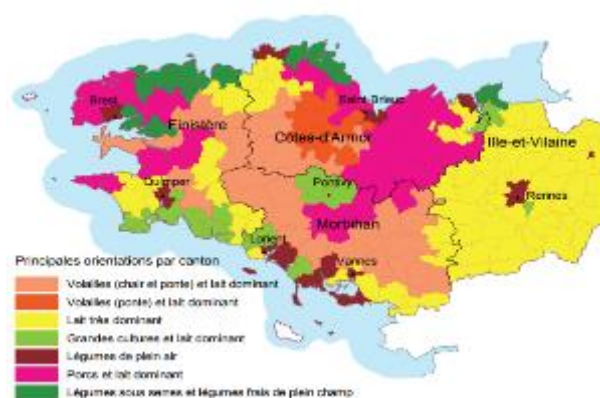 Brest
Finistère
Saint-Brieuc
Côtes-d'Armor
Ille-et-Vilaine
Quimper
Pontivy
Rennes
Morbihan
Lorient
Vannes
Principales orientations par canton
Volailles (chair et ponte) et lait dominant
Volailles (ponte) et lait dominant
Lait très dominant
Grandes cultures et lait dominant
Légumes de plein air
Porcs et lait dominant
Légumes sous serres et légumes frais de plein champ